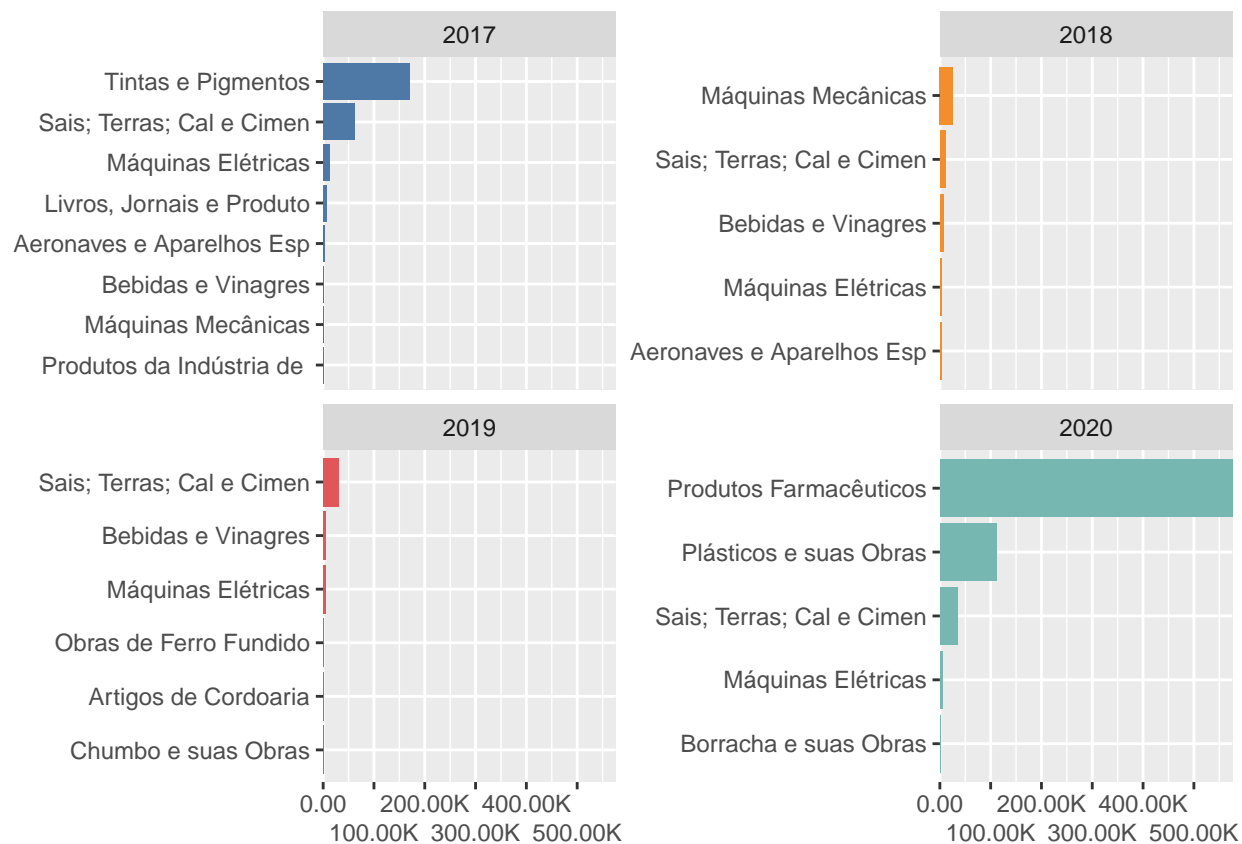 2017
Tintas e Pigmentos
Sais; Terras; Cal e Cimen
Máquinas Elétricas
Livros, Jornais e Produto
Aeronaves e Aparelhos Esp
Bebidas e Vinagres
Máquinas Mecânicas
Produtos da Indústria de
2018
Máquinas Mecânicas
Sais; Terras; Cal e Cimen
Bebidas e Vinagres
Máquinas Elétricas
Aeronaves e Aparelhos Esp
2019
Sais; Terras; Cal e Cimen
Bebidas e Vinagres
Máquinas Elétricas
Obras de Ferro Fundido
Artigos de Cordoaria
Chumbo e suas Obras
0.00 200.00K 400.00K
100.00K 300.00K 500.00K
2020
Produtos Farmacêuticos
Plásticos e suas Obras
Sais; Terras; Cal e Cimen
Máquinas Elétricas
Borracha e suas Obras
0.00 200.00K 400.00K
100.00K 300.00K 500.00K